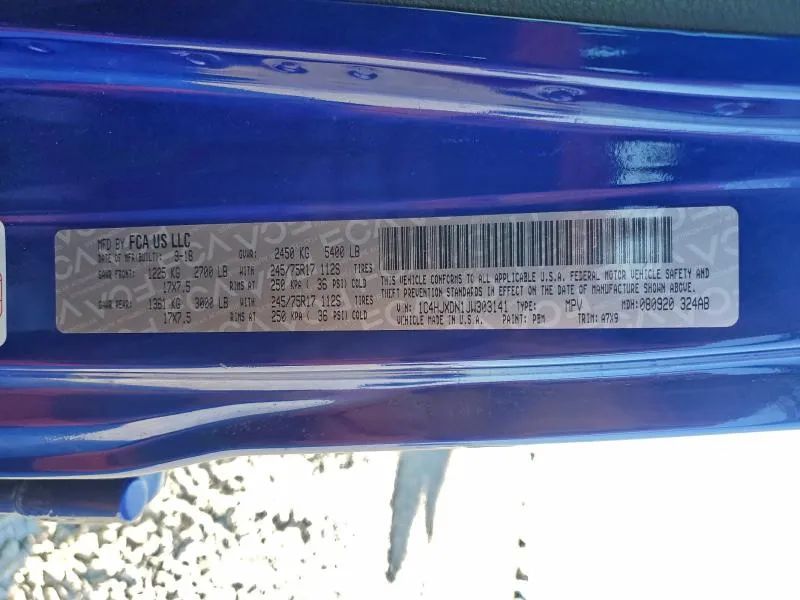 MFD BY FCA US LLC
DATE OF MFR/BUILT: 3-18 GVWR: 2450 KG 5400 LB
GAWR FRONT: 1225 KG 2700 LB WITH 245/75R17 112S TIRES
17X7.5 RIMS AT 250 KPA ( 36 PSI) COLD
GAWR REAR: 1361 KG 3000 LB WITH 245/75R17 112S TIRES
17X7.5 RIMS AT 250 KPA ( 36 PSI) COLD
THIS VEHICLE CONFORMS TO ALL APPLICABLE U.S.A. FEDERAL MOTOR VEHICLE SAFETY AND
THEFT PREVENTION STANDARDS IN EFFECT ON THE DATE OF MANUFACTURE SHOWN ABOVE.
V N: 1C4HJXDN1JW303141 TYPE: MPV MDH: 080920 324AB
VEHICLE MADE IN U.S.A. PAINT: PBM TRIM: A7X9